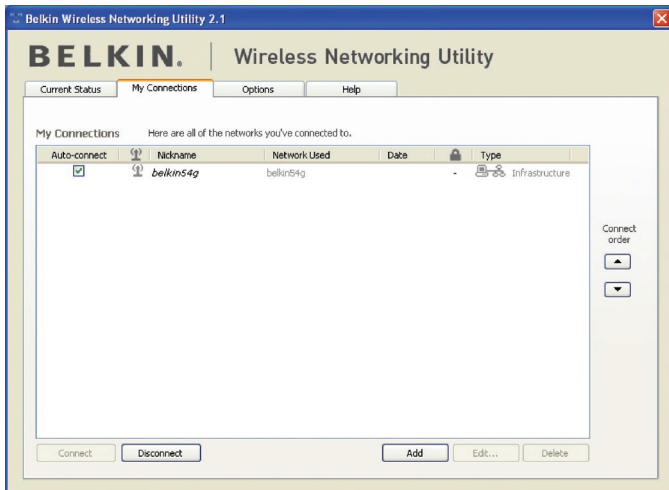 Belkin Wireless Networking Utility 2.1
BELKIN. | Wireless Networking Utility
Current Status My Connections Options Help
My Connections Here are all of the networks you've connected to.
Auto-connect Nickname Network Used Date Type
belkin54g belkin54g - Infrastructure
Connect
order
Connect Disconnect Add Edit... Delete